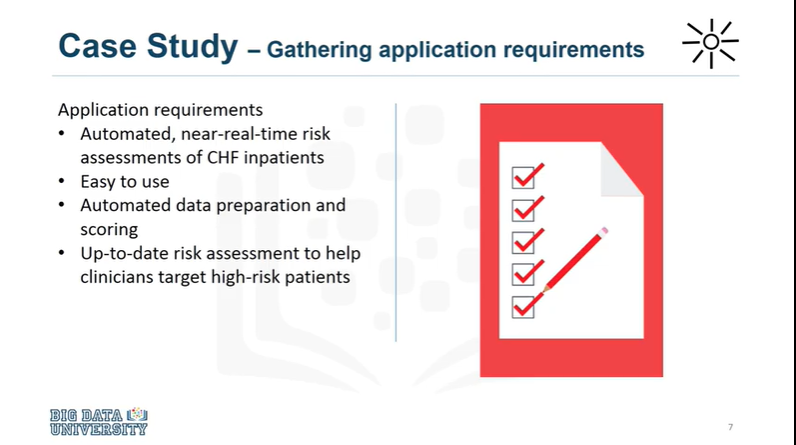 Case Study – Gathering application requirements
Application requirements
• Automated, near-real-time risk
assessments of CHF inpatients
• Easy to use
• Automated data preparation and
scoring
• Up-to-date risk assessment to help
clinicians target high-risk patients
BIG DATA
UNIVERSITY
7